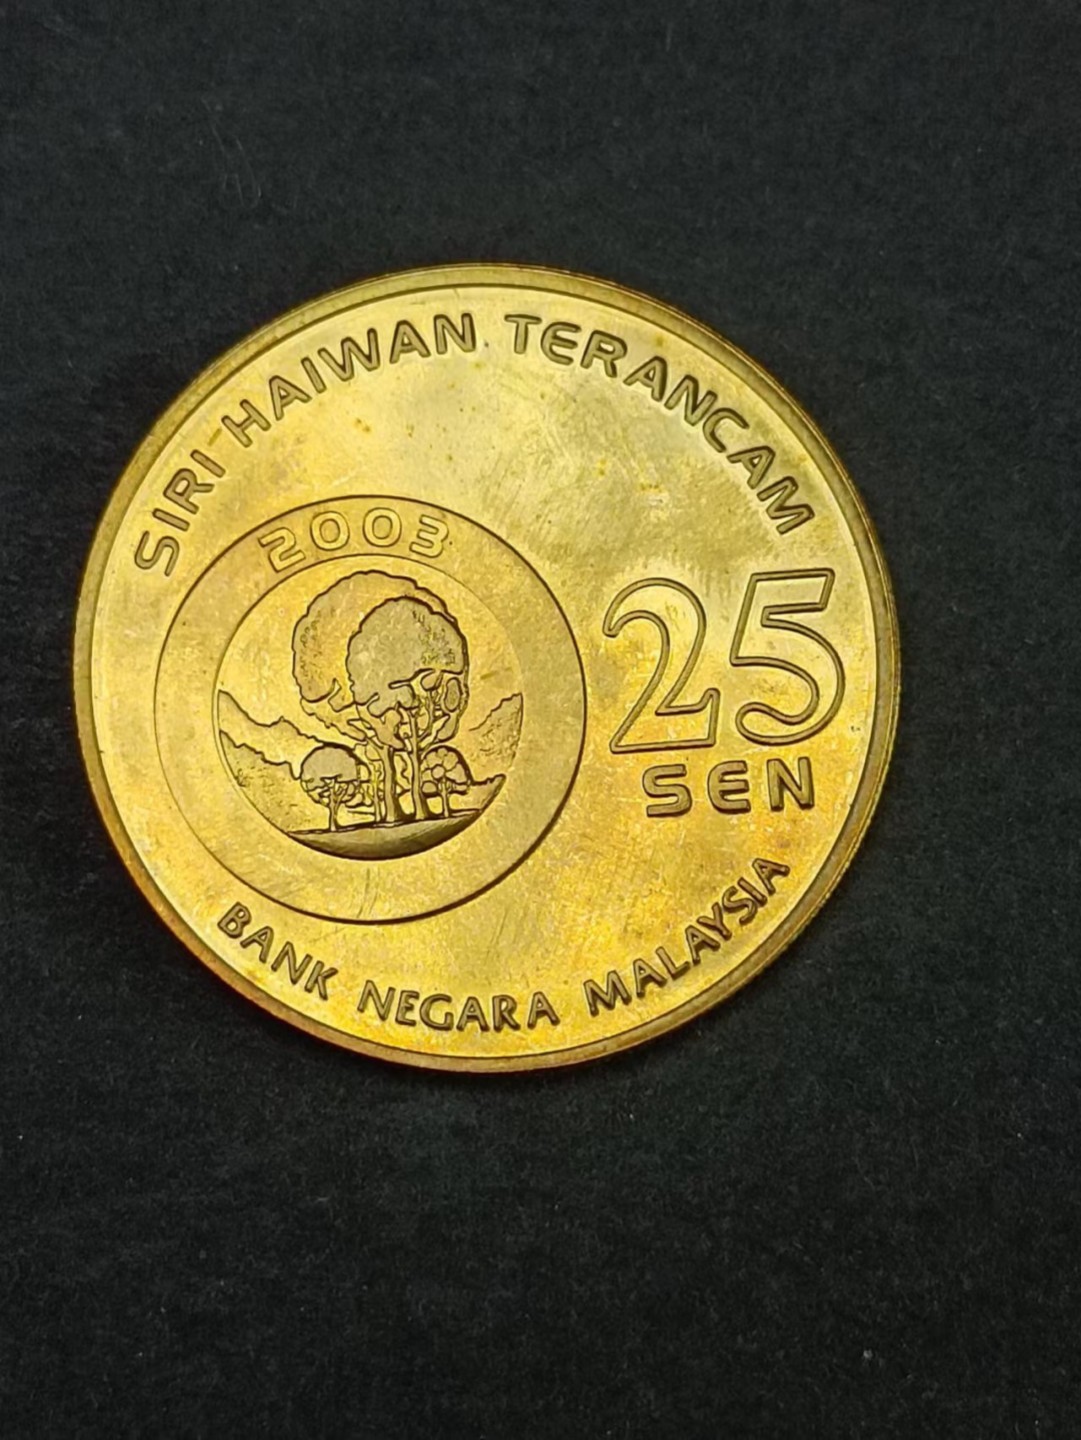 SIRI HAIWAN TERANCAM
2003
25
SEN
BANK NEGARA MALAYSIA